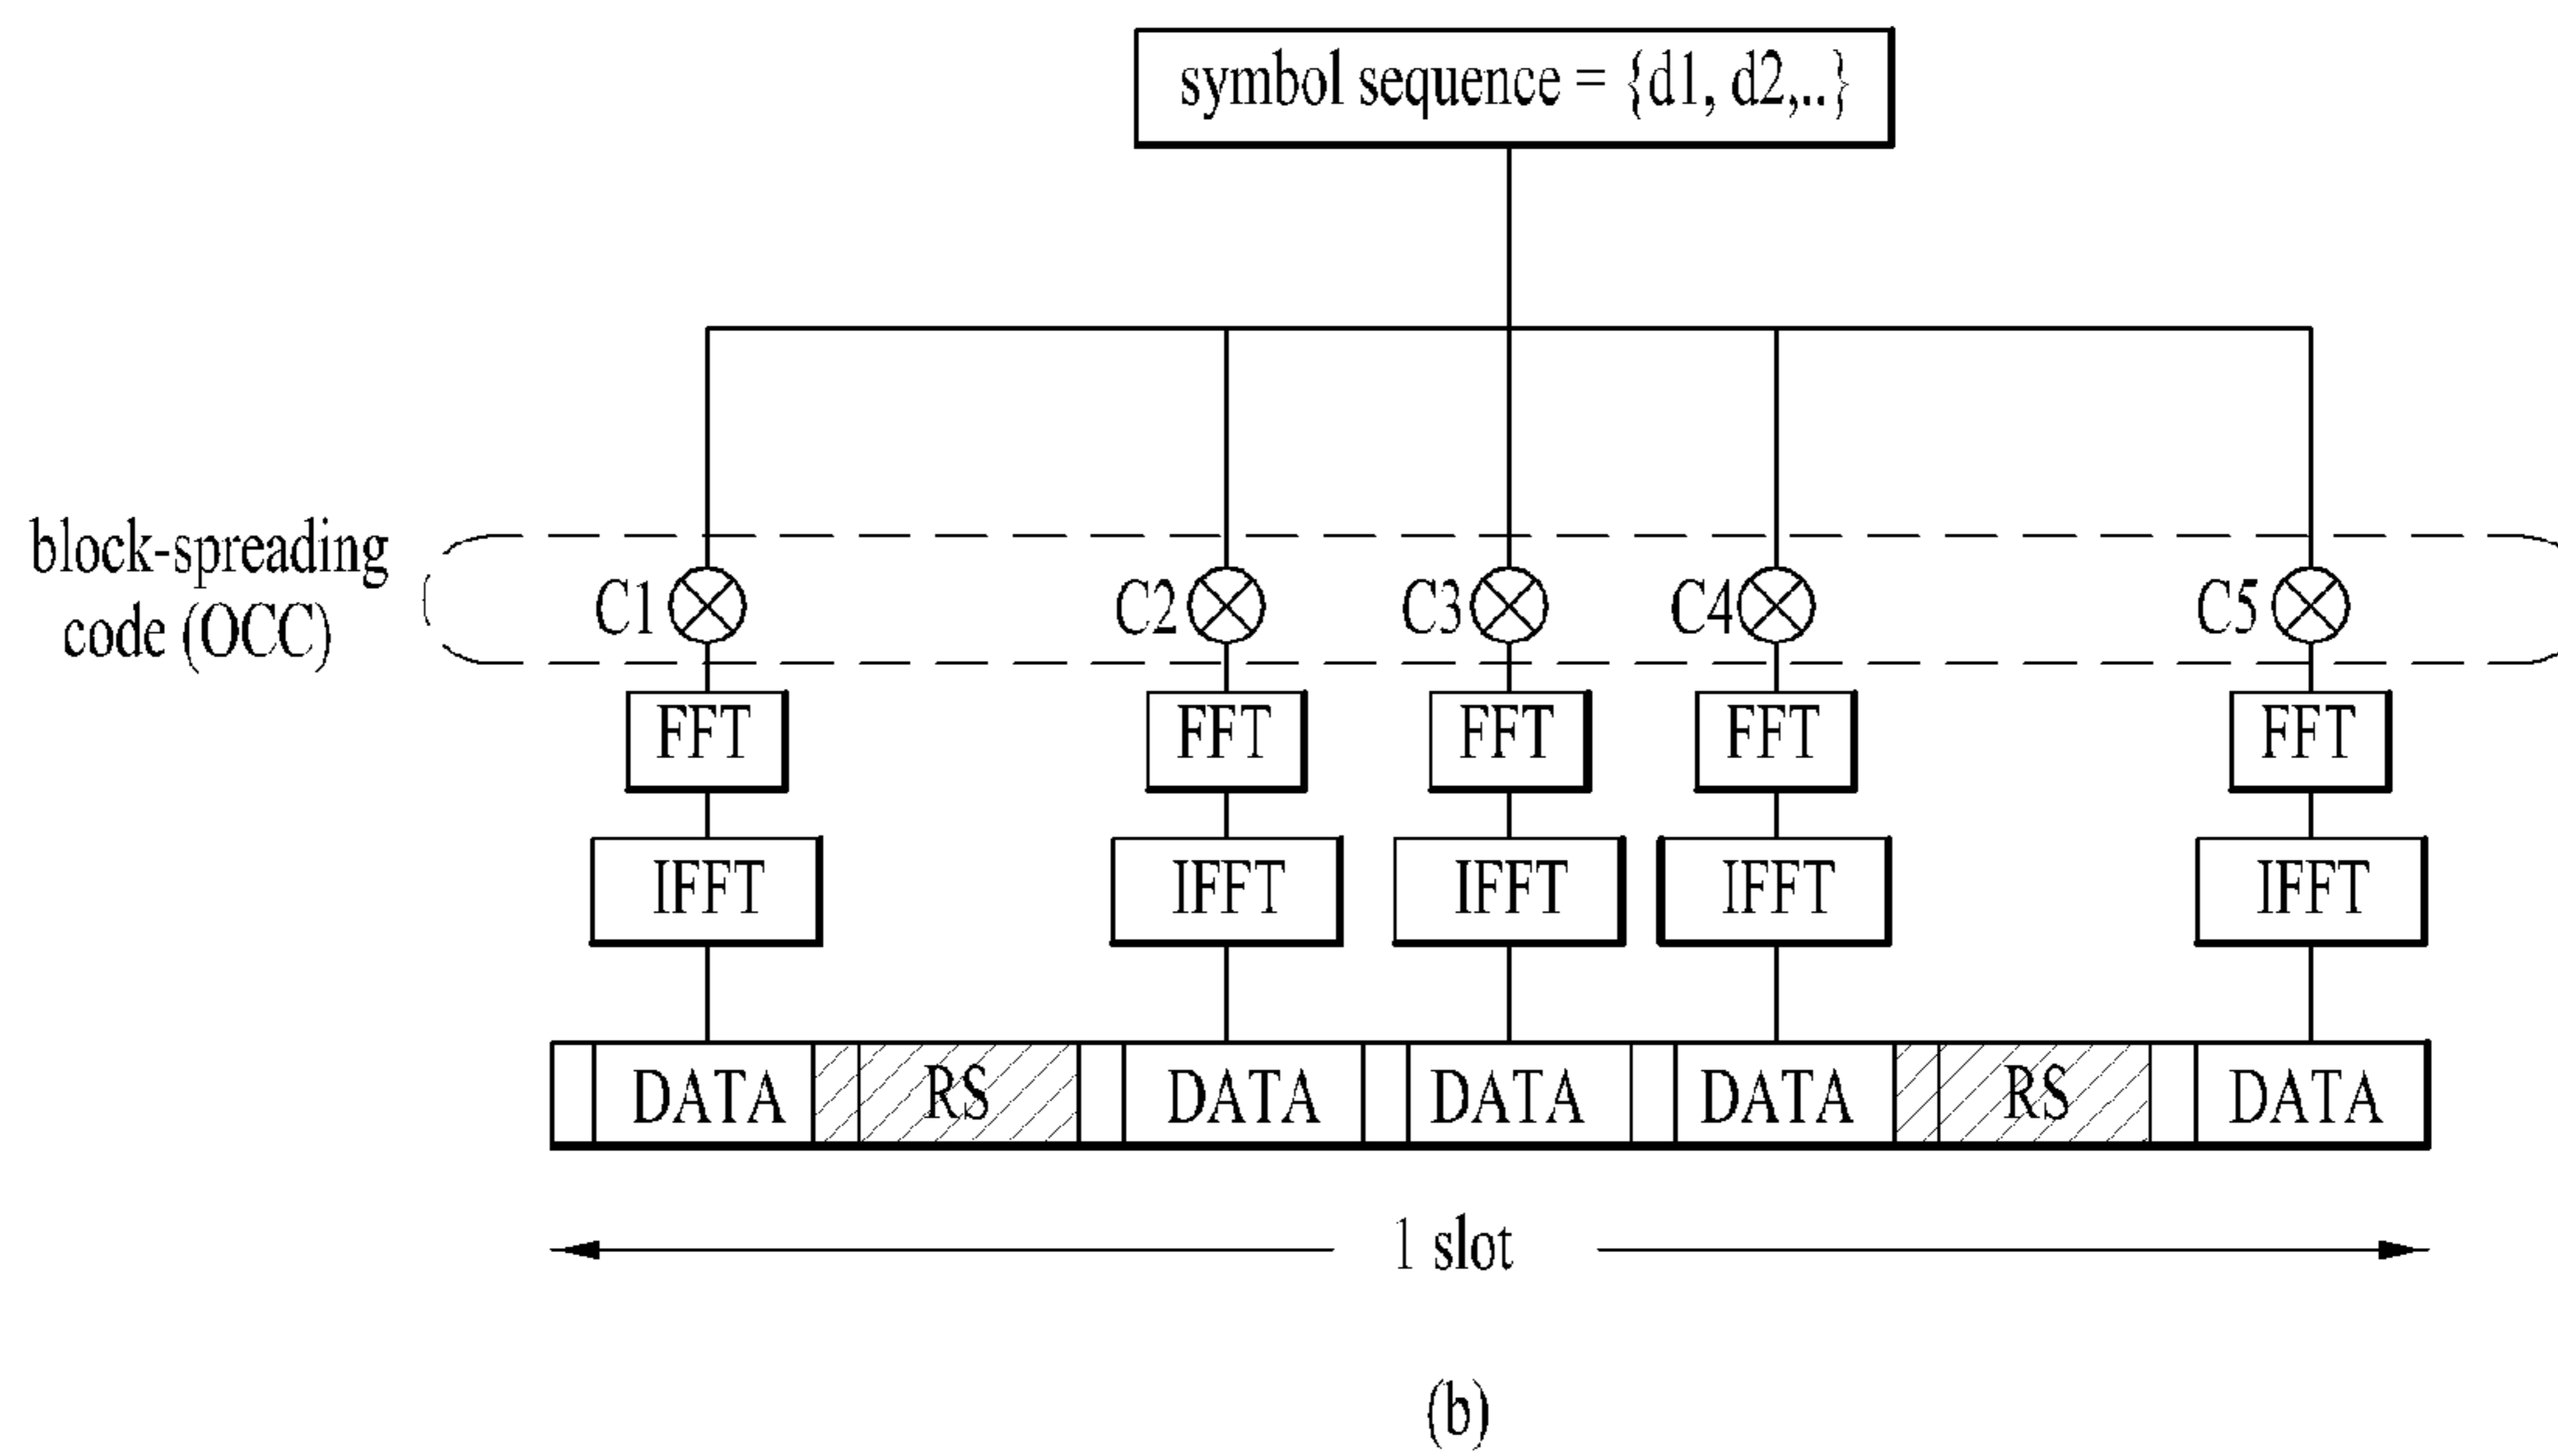 symbol sequence = {d1, d2,..}
block-spreading
code (OCC)
C1 C2 C3 C4 C5
FFT FFT FFT FFT FFT
IFFT IFFT IFFT IFFT IFFT
DATA RS DATA DATA DATA RS DATA
1 slot
(b)